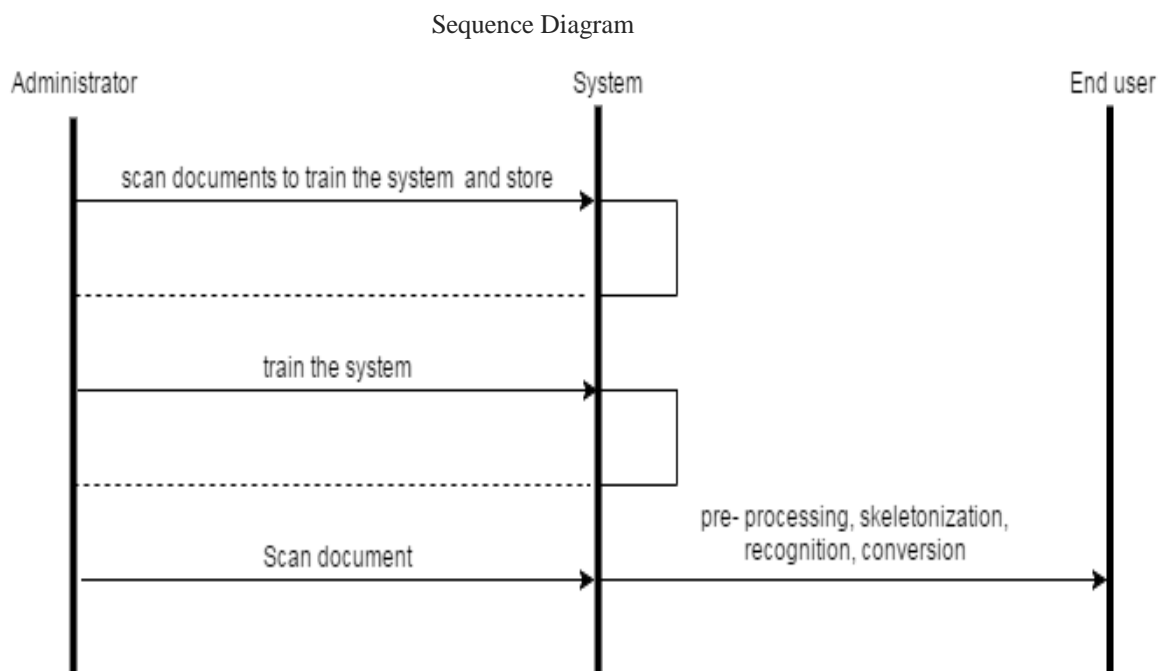 Sequence Diagram
Administrator
System
End user
scan documents to train the system and store
train the system
pre- processing, skeletonization,
recognition, conversion
Scan document